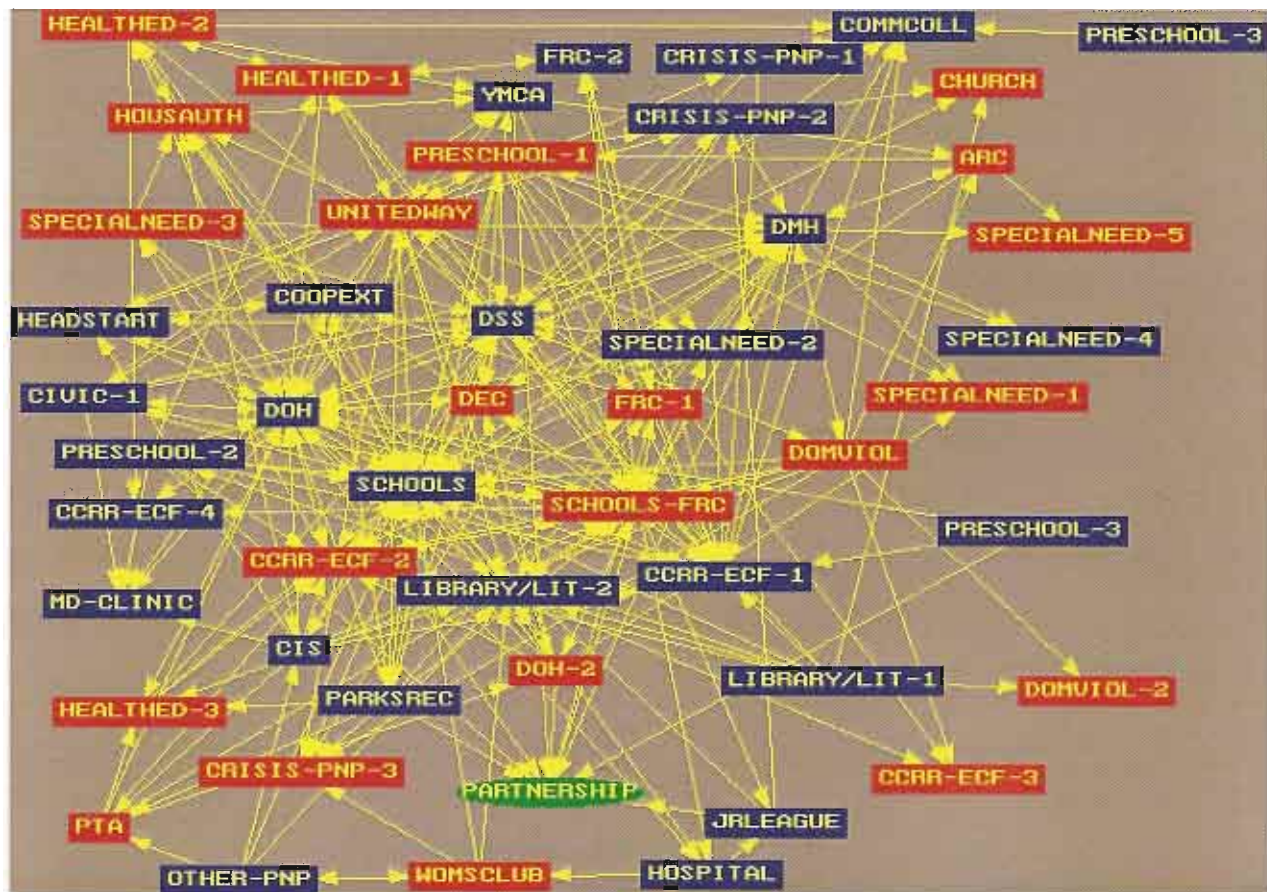 HEALTHED-2
COMMCOLL
PRESCHOOL-3
FRC-2
CRISIS-PNP-1
HEALTHED-1
CHURCH
YMCA
HOUSAUTH
CRISIS-PNP-2
PRESCHOOL-1
ARC
SPECIALNEED-3
UNITEDWAY
DMH
SPECIALNEED-5
COOPEXT
HEADSTART
DSS
SPECIALNEED-2
SPECIALNEED-4
CIVIC-1
DOH
DEC
FRC-1
SPECIALNEED-1
PRESCHOOL-2
DOMVIOL
SCHOOLS
CCRR-ECF-4
SCHOOLS-FRC
PRESCHOOL-3
CCRR-ECF-2
CCRR-ECF-1
MD-CLINIC
LIBRARY/LIT-2
CIS
DOH-2
LIBRARY/LIT-1
DOMVIOL-2
HEALTHED-3
PARKSREC
CRISIS-PNP-3
CCRR-ECF-3
PARTNERSHIP
PTA
JRLEAGUE
OTHER-PNP
WOMSCLUB
HOSPITAL